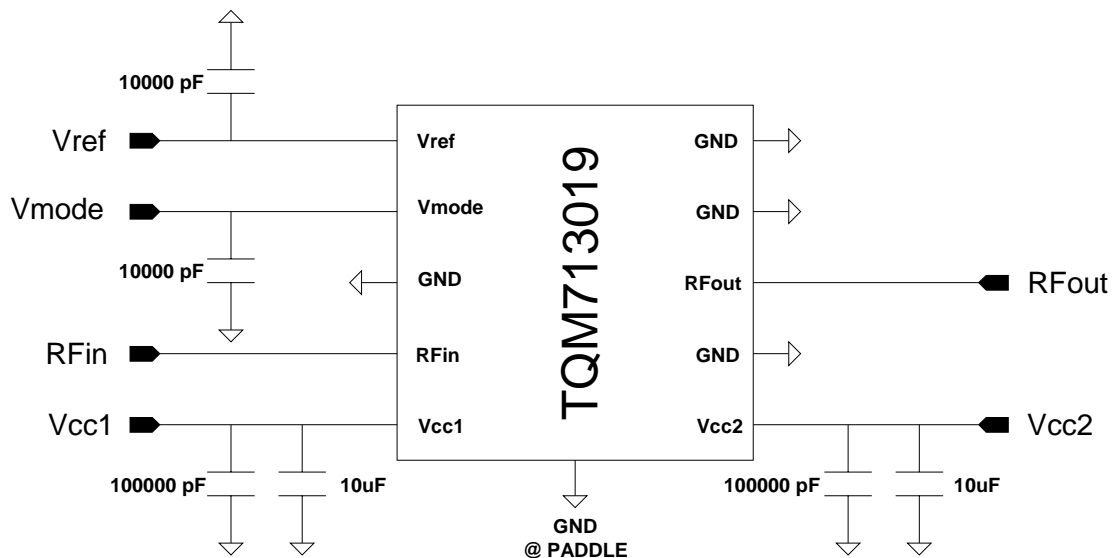 10000 pF
Vref
Vref
GND
Vmode
Vmode
GND
10000 pF
GND
RFout
RFout
RFin
RFin
GND
Vcc1
Vcc1
Vcc2
Vcc2
TQM713019
100000 pF
10uF
100000 pF
10uF
GND
@ PADDLE